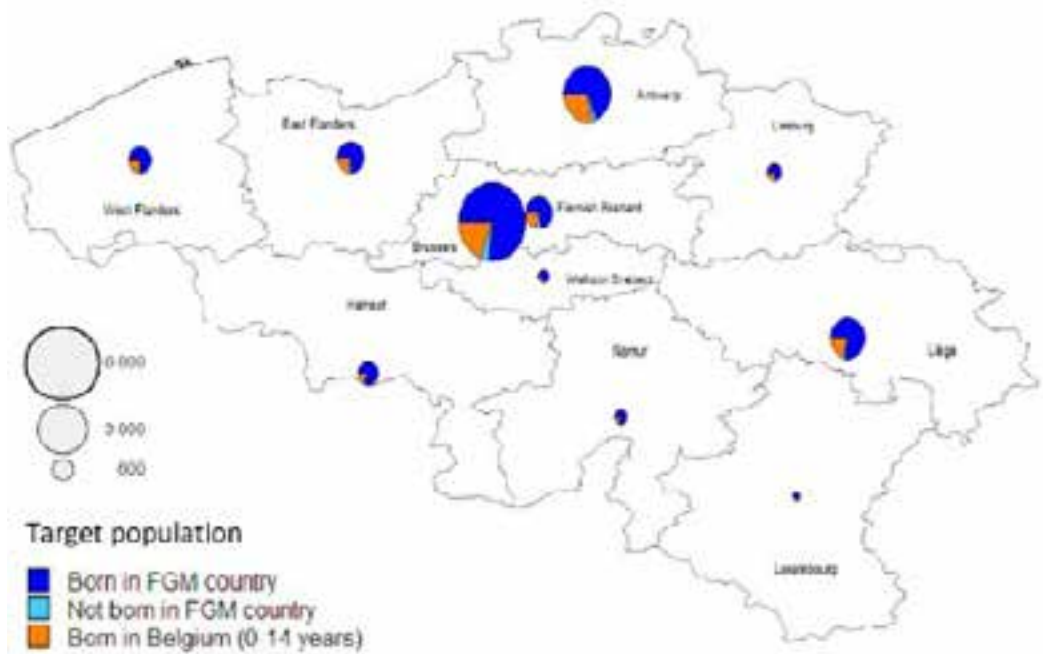 Antwerp
East Flanders
Limburg
West Flanders
Flemish Brabant
Brussels
Walloon Brabant
Hainaut
Namur
Liège
000
3 000
600
Luxembourg
Target population
Born in FGM country
Not born in FGM country
Born in Belgium (0 14 years)